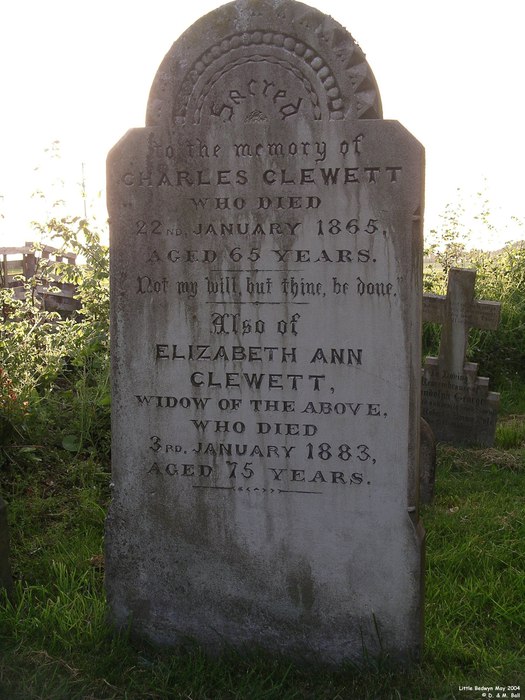 Sacred
to the memory of
CHARLES CLEWETT
WHO DIED
22ND. JANUARY 1865,
AGED 65 YEARS.
"Not my will, but thine, be done."
Also of
ELIZABETH ANN
CLEWETT,
WIDOW OF THE ABOVE,
WHO DIED
3RD. JANUARY 1883,
AGED 75 YEARS.
Little Bedwyn May 2004
© D. & M. Ball